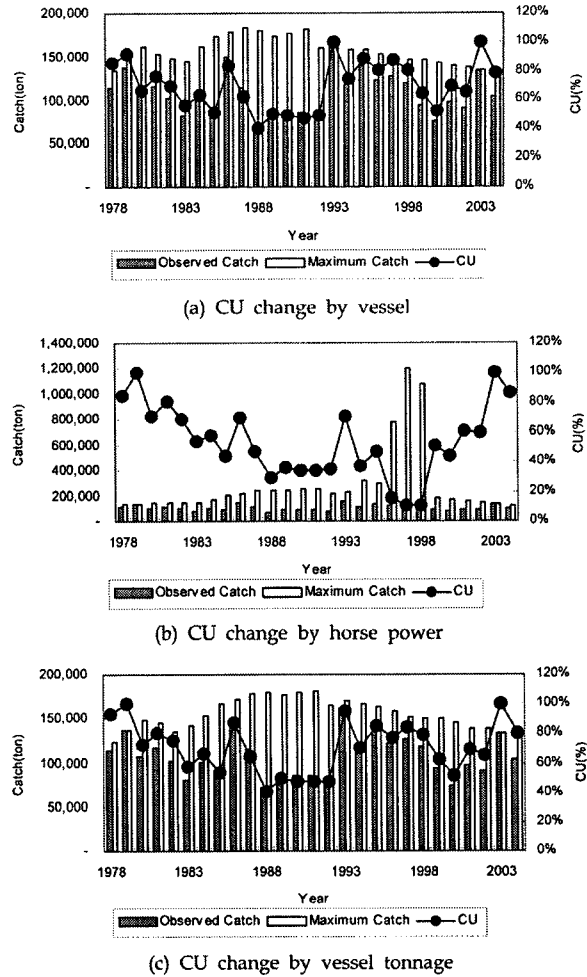 200,000
150,000
100,000
50,000
-
Catch(ton)
120%
100%
80%
60%
40%
20%
0%
CU(%)
1978 1983 1988 1993 1998 2003
Year
Observed Catch Maximum Catch CU
(a) CU change by vessel
1,400,000
1,200,000
1,000,000
800,000
600,000
400,000
200,000
-
Catch(ton)
120%
100%
80%
60%
40%
20%
0%
CU(%)
1978 1983 1988 1993 1998 2003
Year
Observed Catch Maximum Catch CU
(b) CU change by horse power
200,000
150,000
100,000
50,000
-
Catch(ton)
120%
100%
80%
60%
40%
20%
0%
CU(%)
1978 1983 1988 1993 1998 2003
Year
Observed Catch Maximum Catch CU
(c) CU change by vessel tonnage